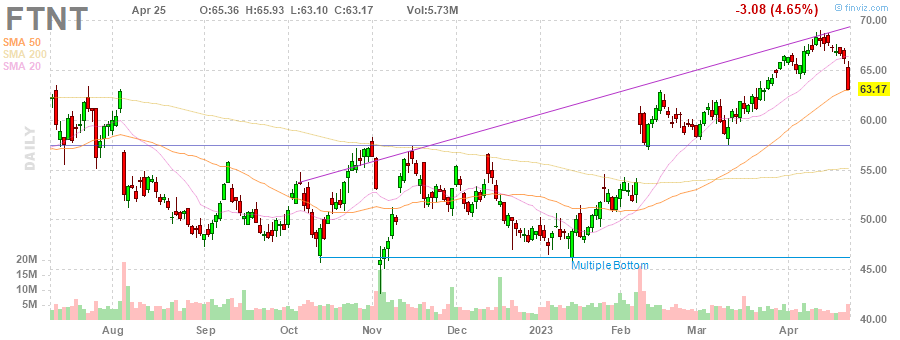 FTNT Apr 25 O:65.36 H:65.93 L:63.10 C:63.17 Vol:5.73M -3.08 (4.65%) © finviz.com
SMA 50
SMA 200
SMA 20
DAILY
70.00
65.00
63.17
60.00
55.00
50.00
45.00
40.00
20M
15M
10M
5M
Multiple Bottom
Aug Sep Oct Nov Dec 2023 Feb Mar Apr